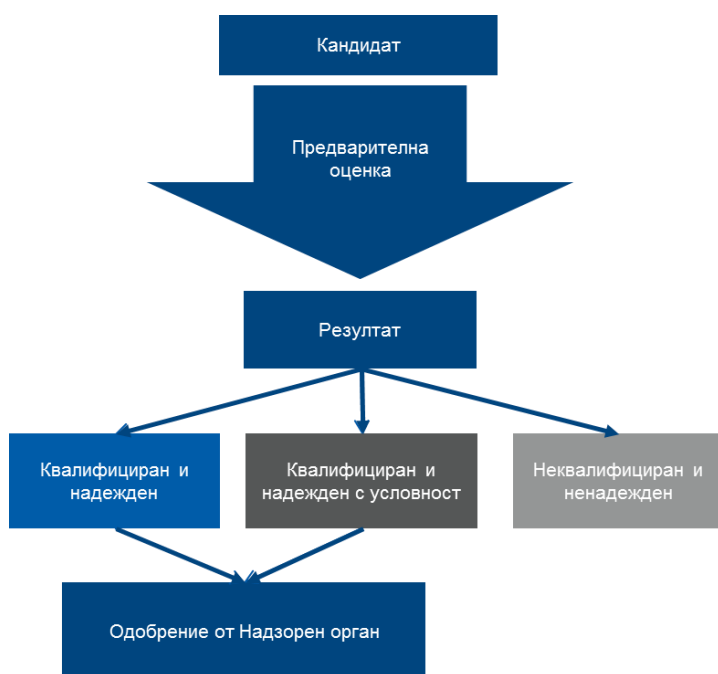 Кандидат
Предварителна
оценка
Резултат
Квалифициран и
надежден
Квалифициран и
надежден с условност
Неквалифициран и
ненадежден
Одобрение от Надзорен орган